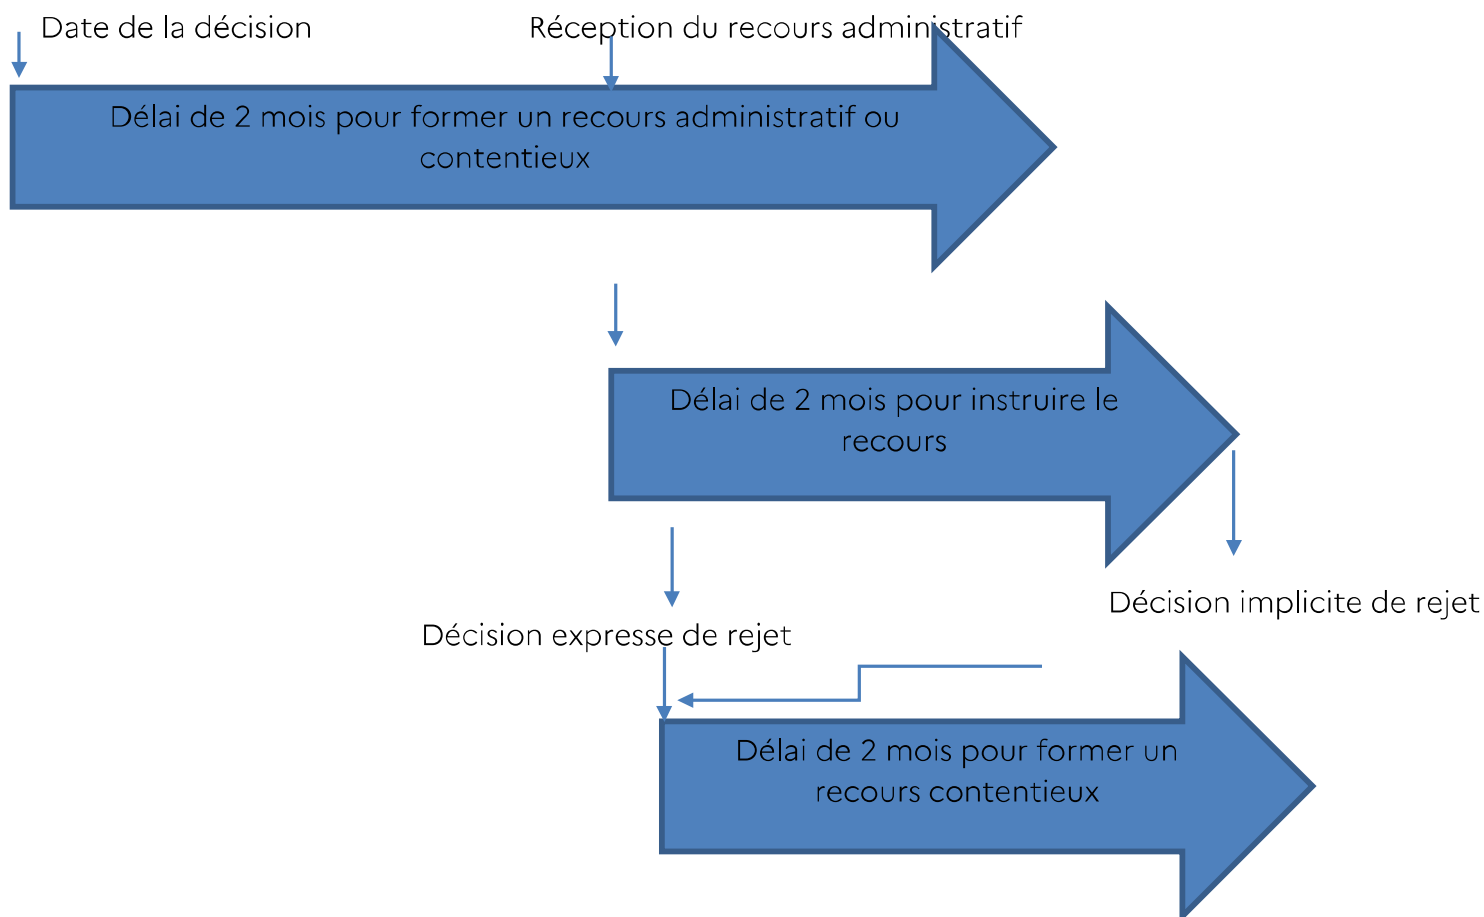 Date de la décision
Réception du recours administratif
Délai de 2 mois pour former un recours administratif ou
contentieux
Délai de 2 mois pour instruire le
recours
Décision implicite de rejet
Décision expresse de rejet
Délai de 2 mois pour former un
recours contentieux